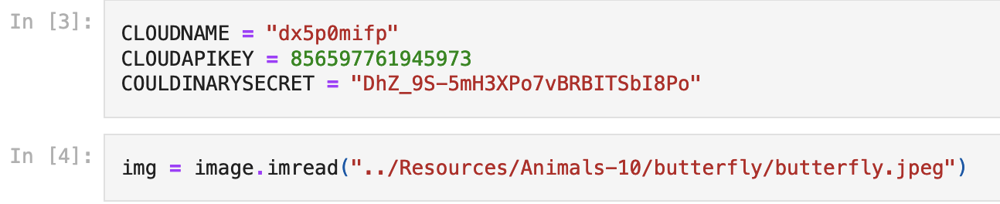 In [3]:
CLOUDNAME = "dx5p0mifp"
CLOUDAPIKEY = 856597761945973
COULDINARYSECRET = "DhZ_9S-5mH3XPo7vBRBITSbI8Po"
In [4]:
img = image.imread("../Resources/Animals-10/butterfly/butterfly.jpeg")